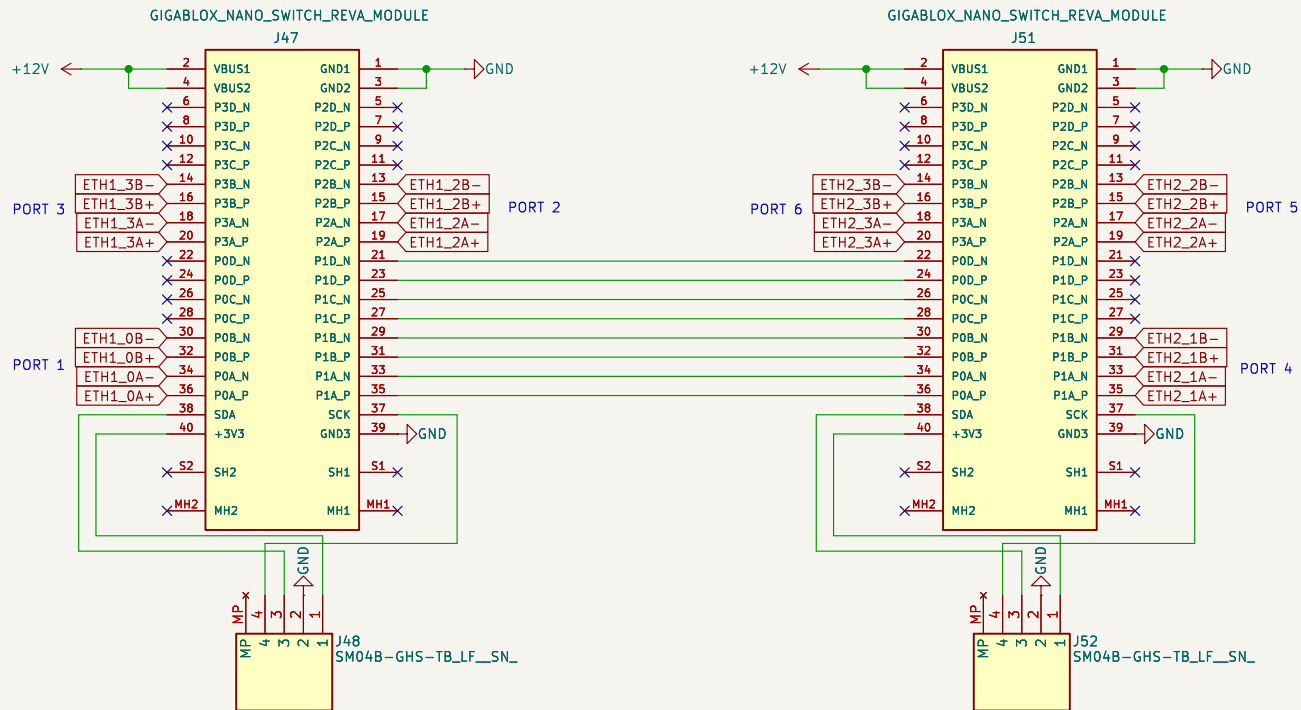 GIGABLOX_NANO_SWITCH_REVA_MODULE
J47
+12V
2 VBUS1 GND1 1 GND
4 VBUS2 GND2 3
6 P3D_N P2D_N 5
8 P3D_P P2D_P 7
10 P3C_N P2C_N 9
12 P3C_P P2C_P 11
ETH1_3B- 14 P3B_N P2B_N 13 ETH1_2B-
ETH1_3B+ 16 P3B_P P2B_P 15 ETH1_2B+
PORT 3
PORT 2
ETH1_3A- 18 P3A_N P2A_N 17 ETH1_2A-
ETH1_3A+ 20 P3A_P P2A_P 19 ETH1_2A+
22 P0D_N P1D_N 21
24 P0D_P P1D_P 23
26 P0C_N P1C_N 25
28 P0C_P P1C_P 27
ETH1_0B- 30 P0B_N P1B_N 29
ETH1_0B+ 32 P0B_P P1B_P 31
PORT 1
ETH1_0A- 34 P0A_N P1A_N 33
ETH1_0A+ 36 P0A_P P1A_P 35
38 SDA SCK 37
40 +3V3 GND3 39 GND
S2 SH2 SH1 S1
MH2 MH2 MH1 MH1
GND
MP 4 3 2 1
MP 4 3 2 1
J48
SM04B-GHS-TB_LF__SN_
GIGABLOX_NANO_SWITCH_REVA_MODULE
J51
+12V
2 VBUS1 GND1 1 GND
4 VBUS2 GND2 3
6 P3D_N P2D_N 5
8 P3D_P P2D_P 7
10 P3C_N P2C_N 9
12 P3C_P P2C_P 11
ETH2_3B- 14 P3B_N P2B_N 13 ETH2_2B-
ETH2_3B+ 16 P3B_P P2B_P 15 ETH2_2B+
PORT 6
PORT 5
ETH2_3A- 18 P3A_N P2A_N 17 ETH2_2A-
ETH2_3A+ 20 P3A_P P2A_P 19 ETH2_2A+
22 P0D_N P1D_N 21
24 P0D_P P1D_P 23
26 P0C_N P1C_N 25
28 P0C_P P1C_P 27
30 P0B_N P1B_N 29 ETH2_1B-
32 P0B_P P1B_P 31 ETH2_1B+
PORT 4
34 P0A_N P1A_N 33 ETH2_1A-
36 P0A_P P1A_P 35 ETH2_1A+
38 SDA SCK 37
40 +3V3 GND3 39 GND
S2 SH2 SH1 S1
MH2 MH2 MH1 MH1
GND
MP 4 3 2 1
MP 4 3 2 1
J52
SM04B-GHS-TB_LF__SN_